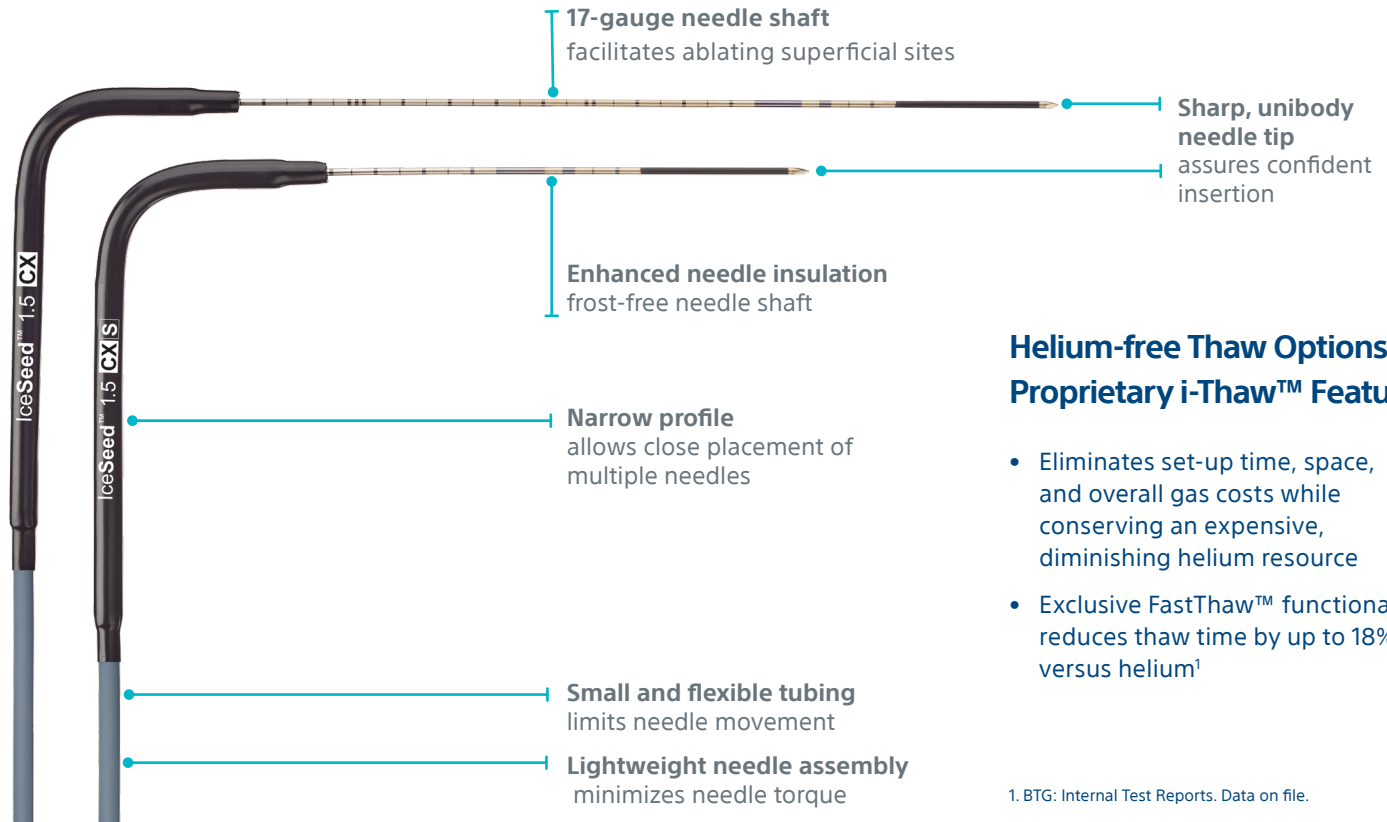 17-gauge needle shaft
facilitates ablating superficial sites
Sharp, unibody
needle tip
assures confident
insertion
Enhanced needle insulation
frost-free needle shaft
IceSeed™ 1.5 CX
IceSeed™ 1.5 CX S
Narrow profile
allows close placement of
multiple needles
Small and flexible tubing
limits needle movement
Lightweight needle assembly
minimizes needle torque
Helium-free Thaw Options
Proprietary i-Thaw™
• Eliminates set-up time, space,
and overall gas costs while
conserving an expensive,
diminishing helium resource
• Exclusive FastThaw™
reduces thaw time by up to 18%
versus helium¹
1. BTG: Internal Test Reports. Data on file.